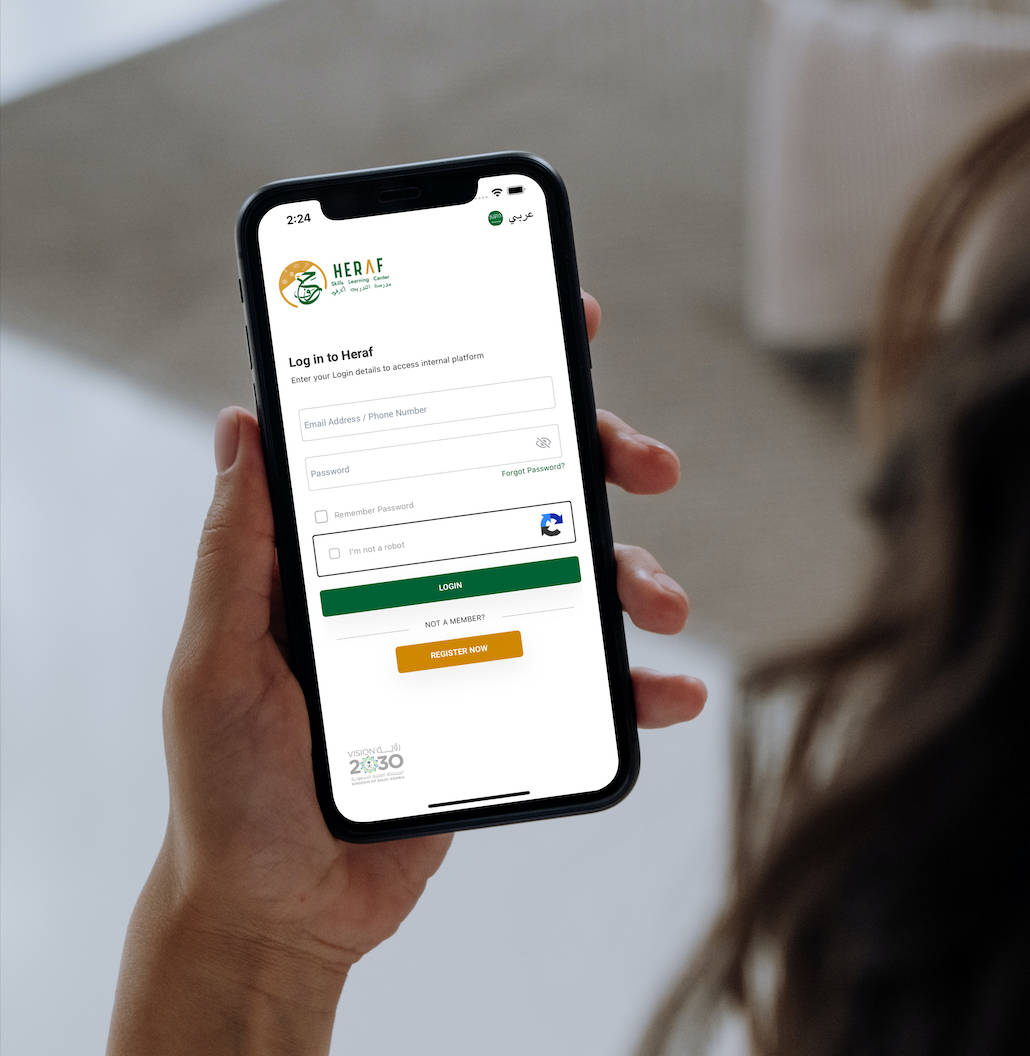 2:24
عربي
HERAF
Skills Learning Center
مدرسة التدريب الحرفي
Log in to Heraf
Enter your Login details to access internal platform
Email Address / Phone Number
Password
Forgot Password?
Remember Password
I'm not a robot
LOGIN
NOT A MEMBER?
REGISTER NOW
VISION رؤيـــة
2030
المملكة العربية السعودية
KINGDOM OF SAUDI ARABIA